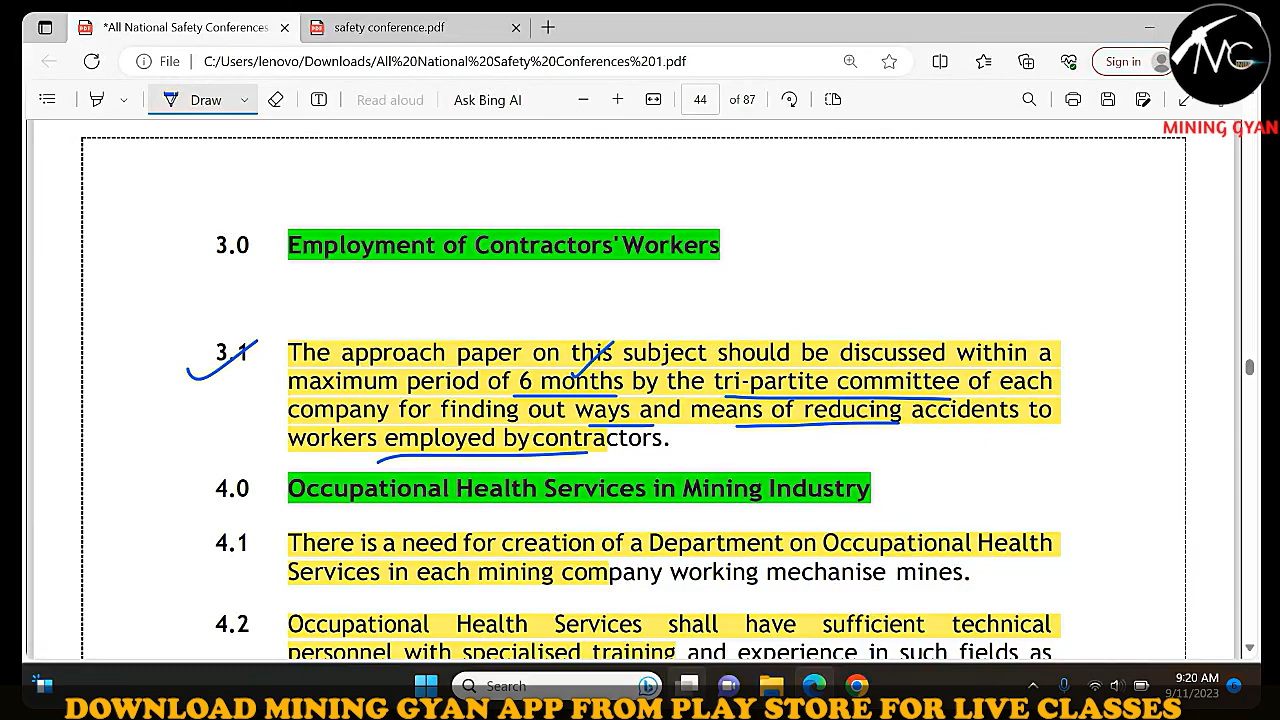 *All National Safety Conferences
safety conference.pdf
File
C:/Users/lenovo/Downloads/All%20National%20Safety%20Conferences%201.pdf
Sign in
Draw
Read aloud
Ask Bing AI
44
of 87
MINING GYAN
3.0 Employment of Contractors' Workers
3.1 The approach paper on this subject should be discussed within a
maximum period of 6 months by the tri-partite committee of each
company for finding out ways and means of reducing accidents to
workers employed by contractors.
4.0 Occupational Health Services in Mining Industry
4.1 There is a need for creation of a Department on Occupational Health
Services in each mining company working mechanise mines.
4.2 Occupational Health Services shall have sufficient technical
personnel with specialised training and experience in such fields as
Search
9:20 AM
9/11/2023
6
DOWNLOAD MINING GYAN APP FROM PLAY STORE FOR LIVE CLASSES